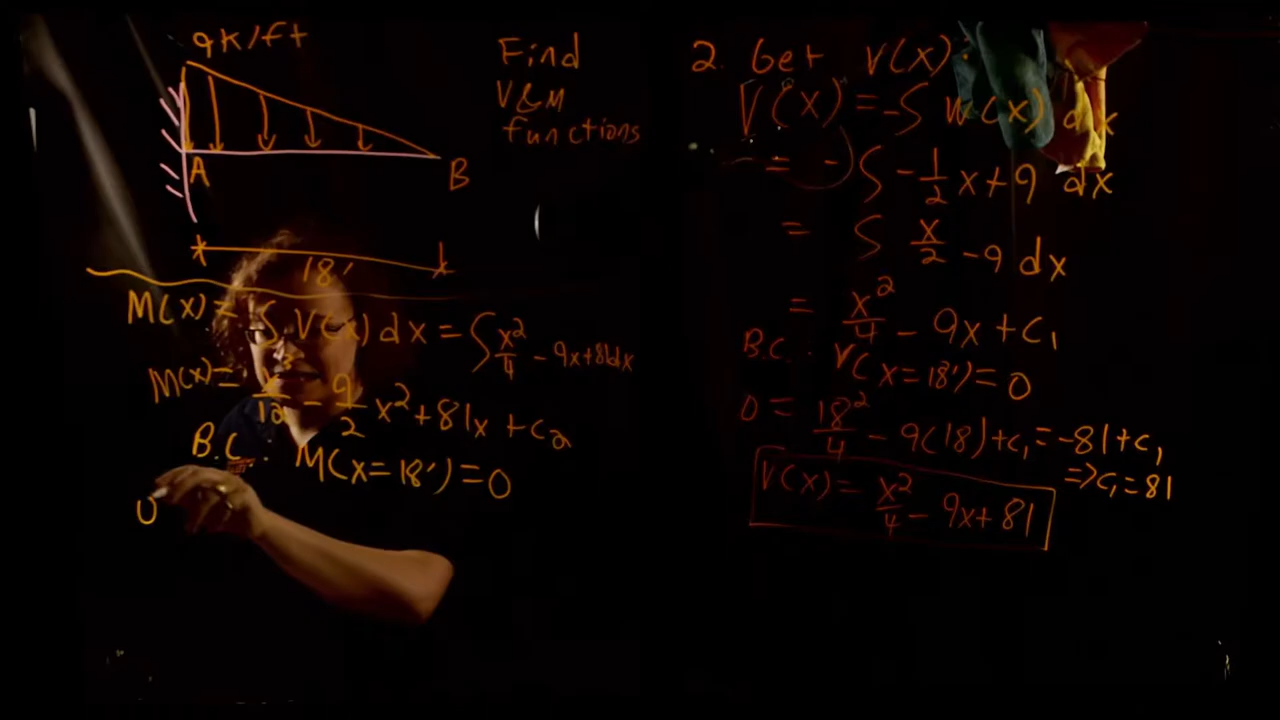 9K/ft
Find
V&M
functions
A
B
18'
M(x) = ∫ V(x) dx = ∫ x²/4 - 9x+81dx
M(x) = x³/12 - 9/2 x² + 81x + C₂
B.C. : M(x=18') = 0
0
2. Get V(x):
V(x) = -∫ W(x) dx
= -∫ -1/2 x+9 dx
= ∫ x/2 - 9 dx
= x²/4 - 9x + C₁
B.C. : V(x=18') = 0
0 = 18²/4 - 9(18) + C₁ = -81 + C₁
=> C₁ = 81
V(x) = x²/4 - 9x + 81